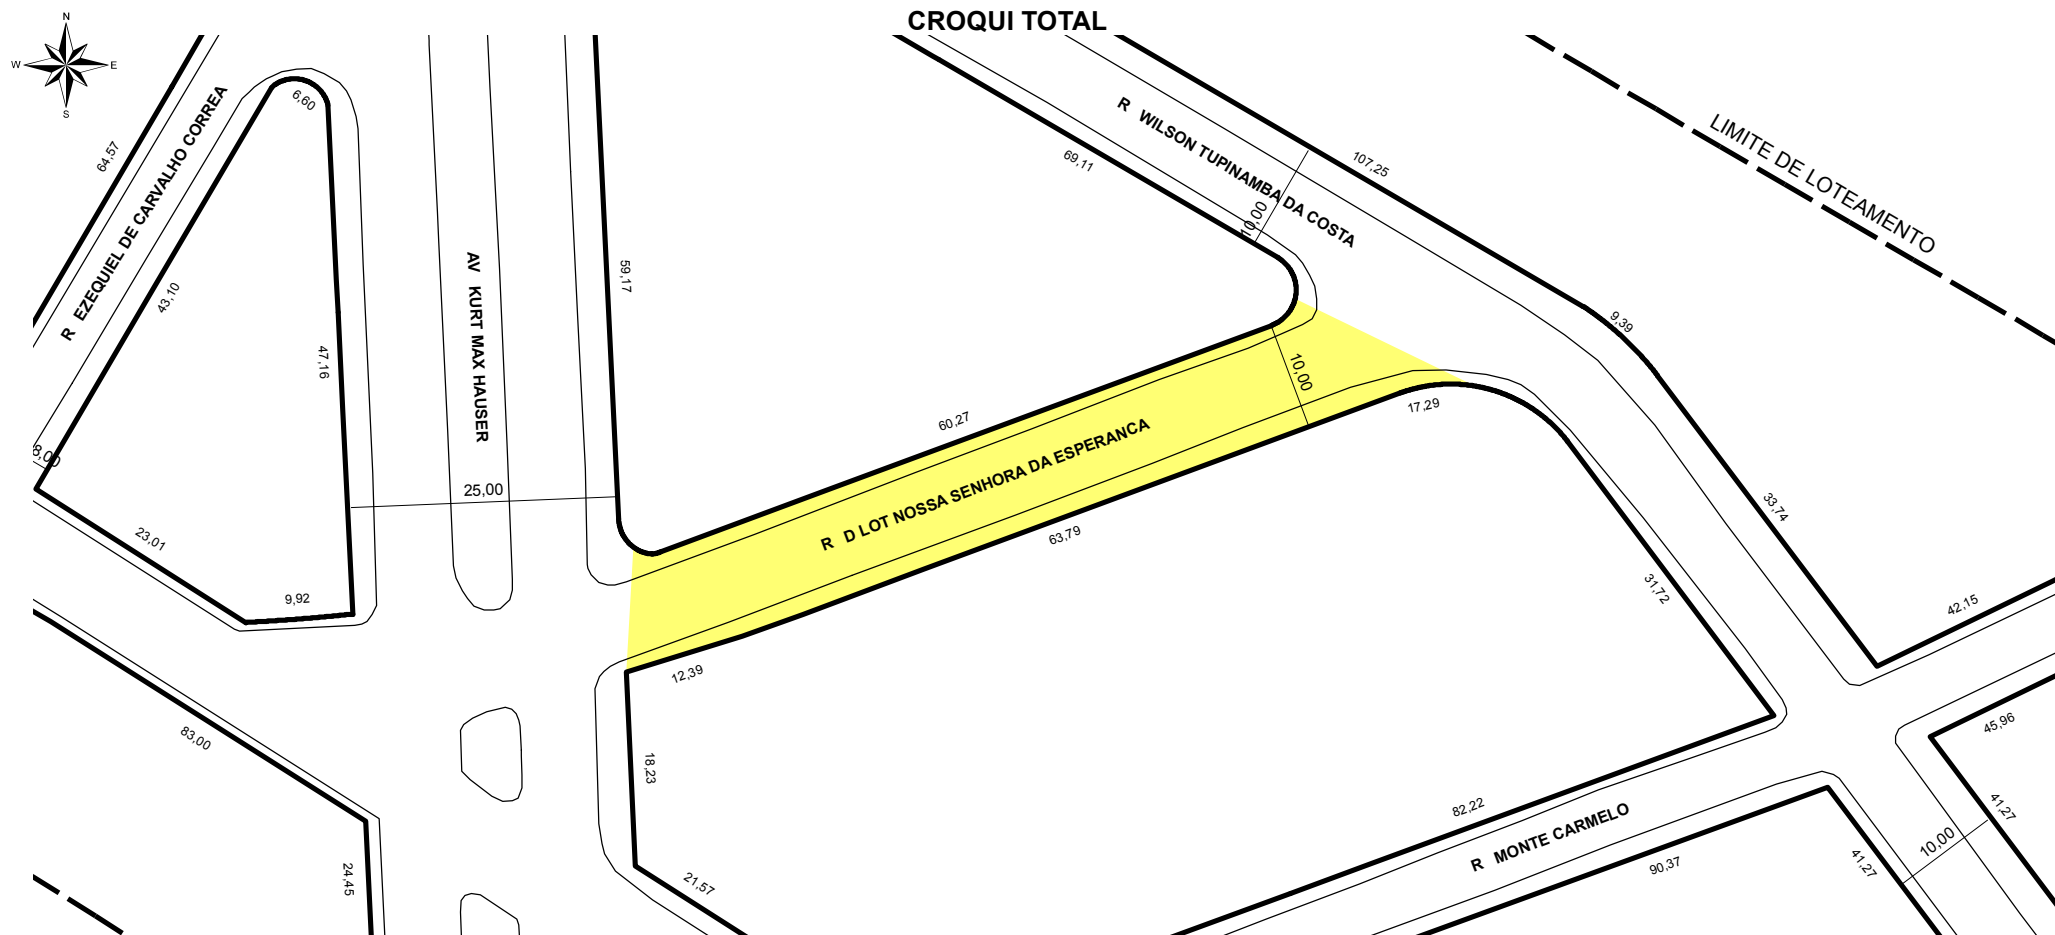 CROQUI TOTAL
N
W
E
S
64,57
R EZEQUIEL DE CARVALHO CORREA
6,60
43,10
47,16
8,00
23,01
9,92
AV KURT MAX HAUSER
25,00
59,17
69,11
R WILSON TUPINAMBA DA COSTA
10,00
107,25
LIMITE DE LOTEAMENTO
9,39
10,00
17,29
60,27
R D LOT NOSSA SENHORA DA ESPERANCA
63,79
12,39
33,74
31,72
42,15
83,00
18,23
24,45
21,57
82,22
R MONTE CARMELO
90,37
41,27
10,00
41,27
45,96